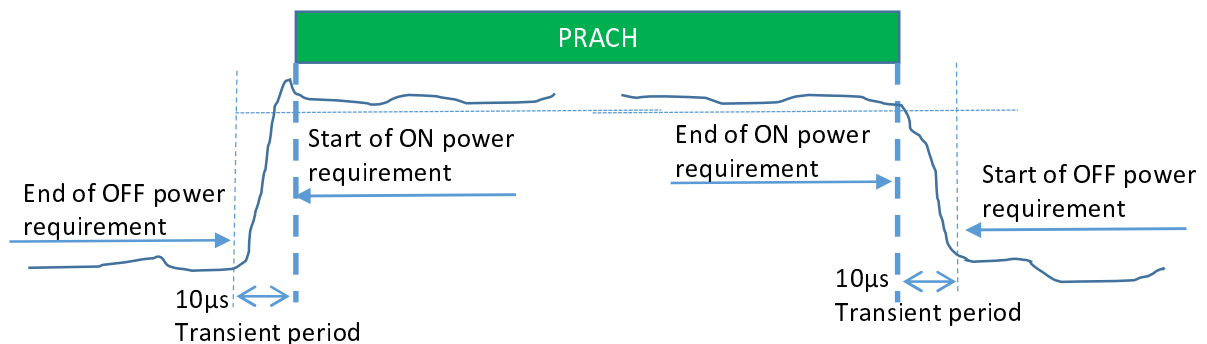 PRACH
Start of ON power
requirement
End of ON power
requirement
End of OFF power
requirement
Start of OFF power
requirement
10µs
Transient period
10µs
Transient period